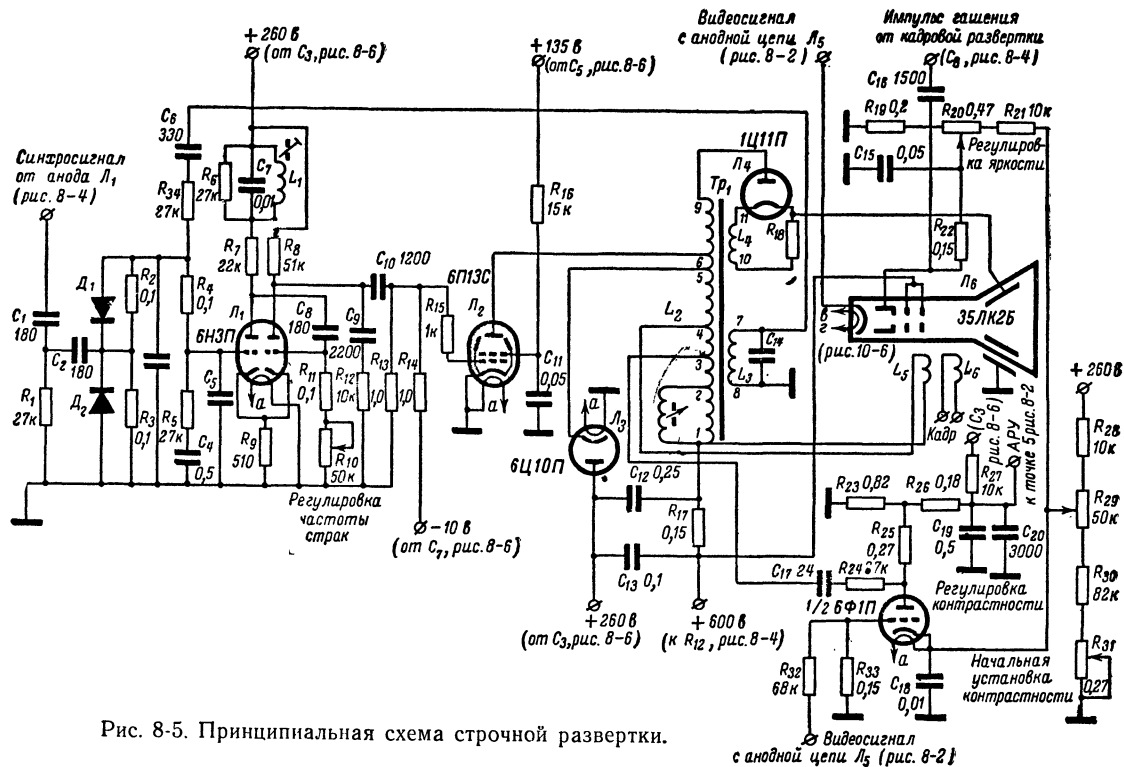 + 260 в
(от С3, рис. 8-6)
+ 135 в
(от С5, рис. 8-6)
Видеосигнал
с анодной цепи Л5
(рис. 8-2)
Импульс гашения
от кадровой развертки
(С8, рис. 8-4)
С16 1500
R19 0,2
R20 0,47
R21 10к
Регулиров-
ка яркости
С15 0,05
1Ц11П
Л4
Тр1
С6
330
Синхросигнал
от анода Л1
(рис. 8-4)
R34
27к
R6
27к
С7
0,01
L1
R16
15к
9
11
L4
10
R18
R22
0,15
R7
22к
R8
51к
С10 1200
6П13С
6
5
Л6
35ЛК2Б
Д1
R2
0,1
R4
0,1
Л1
6Н3П
С8
180
С9
2200
R15
1к
Л2
L2
4
3
2
1
7
С14
L3
8
в
г
(рис. 10-6)
С1
180
С2
180
Д2
R1
27к
R3
0,1
R5
27к
С5
С4
0,5
а
R9
510
R11
0,1
R12
10к
R13
1,0
R14
1,0
R10
50к
а
С11
0,05
а
Л3
6Ц10П
L5
L6
Кадр
(С3
рис. 8-6)
АРУ
к точке 5 рис. 8-2
+ 260 в
R28
10к
R29
50к
R30
82к
R31
0,27
Регулировка
частоты
страк
− 10 в
(от С7, рис. 8-6)
С12 0,25
R17
0,15
С13 0,1
R23 0,82
R26 0,18
R27
10к
R25
0,27
С19
0,5
С20
3000
Регулировка
контрастности
С17 24
1/2 6Ф1П
+ 260 в
(от С3, рис. 8-6)
+ 600 в
(к R12, рис. 8-4)
R32
68к
R33
0,15
а
С18
0,01
Начальная
установка
контрастности
Видеосигнал
с анодной цепи Л5 (рис. 8-2)
Рис. 8-5. Принципиальная схема строчной развертки.